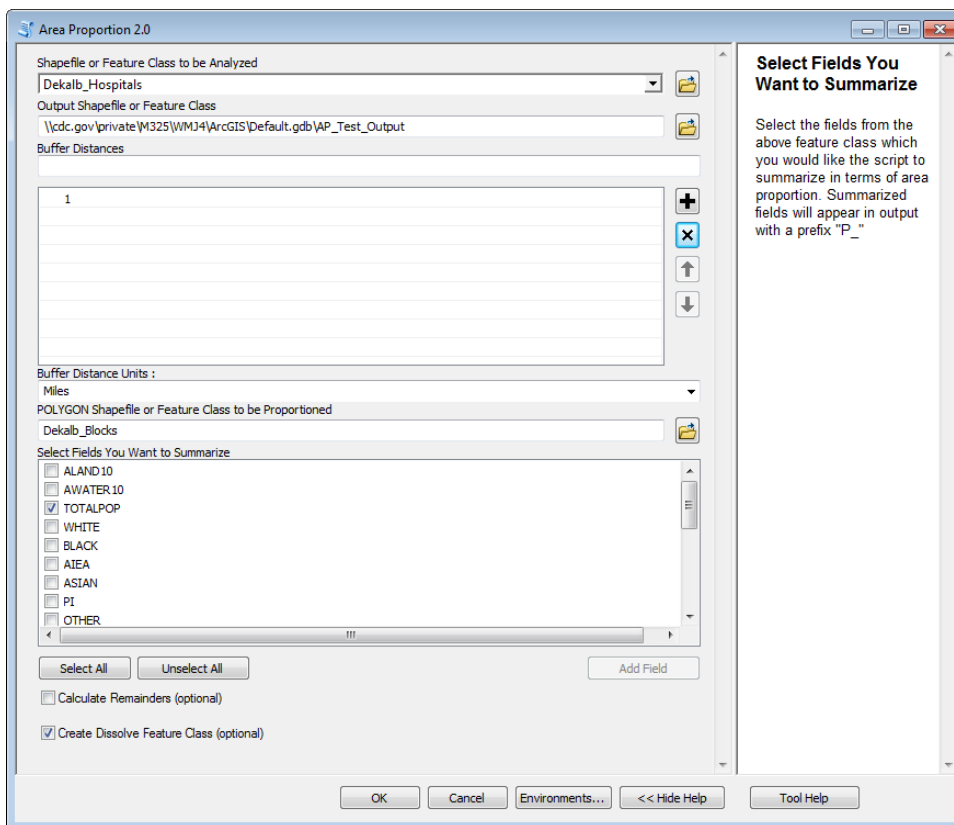 Area Proportion 2.0
Shapefile or Feature Class to be Analyzed
Dekalb_Hospitals
Output Shapefile or Feature Class
\\cdc.gov\private\M325\WMJ4\ArcGIS\Default.gdb\AP_Test_Output
Buffer Distances
1
Buffer Distance Units :
Miles
POLYGON Shapefile or Feature Class to be Proportioned
Dekalb_Blocks
Select Fields You Want to Summarize
ALAND10
AWATER10
TOTALPOP
WHITE
BLACK
AIEA
ASIAN
PI
OTHER
Select All
Unselect All
Add Field
Calculate Remainders (optional)
Create Dissolve Feature Class (optional)
OK
Cancel
Environments...
<< Hide Help
Tool Help
Select Fields You
Want to Summarize
Select the fields from the
above feature class which
you would like the script to
summarize in terms of area
proportion. Summarized
fields will appear in output
with a prefix "P_"